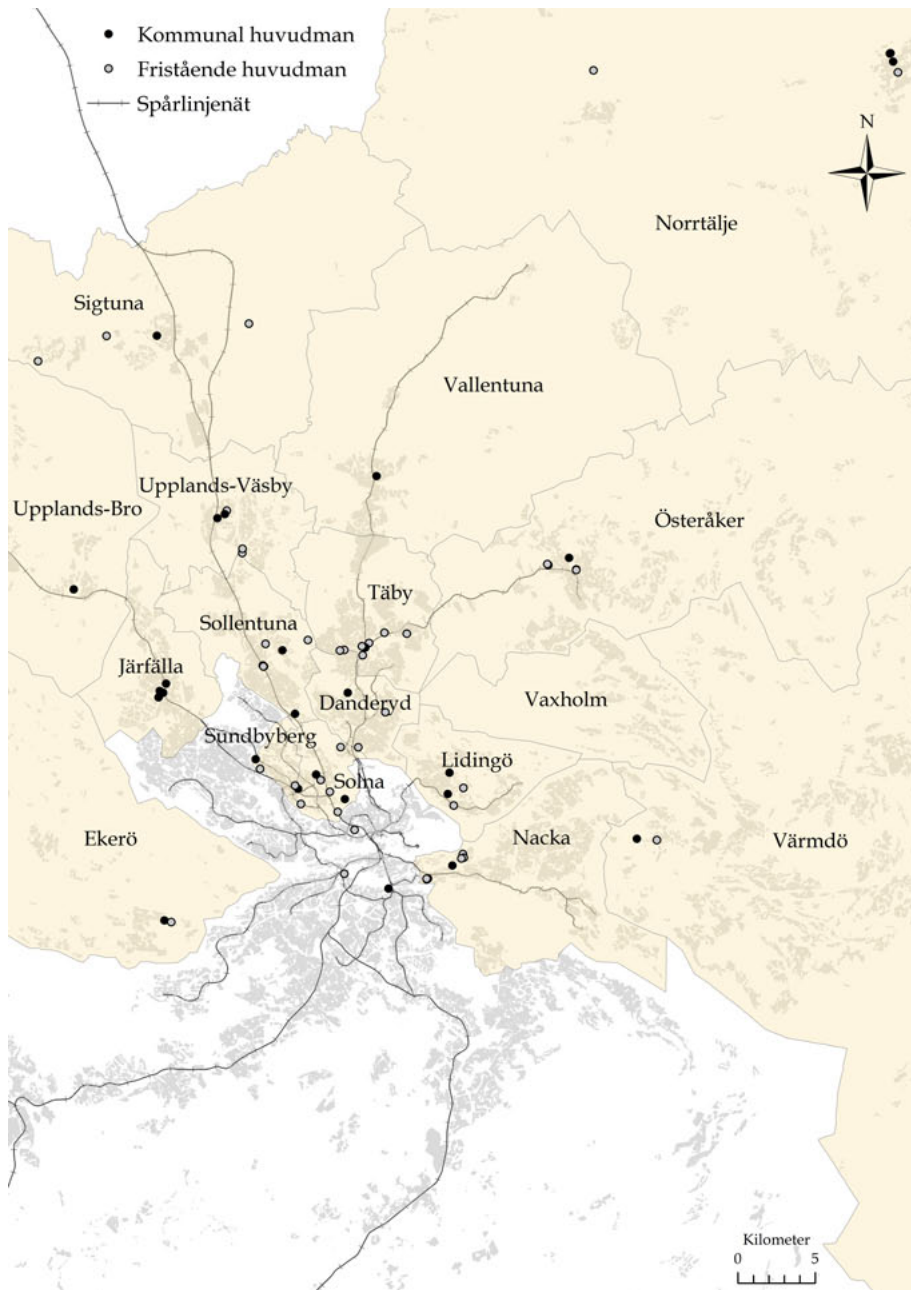 Kommunal huvudman
Fristående huvudman
Spårlinjenät
N
Norrtälje
Sigtuna
Vallentuna
Upplands-Väsby
Upplands-Bro
Österåker
Täby
Sollentuna
Järfälla
Danderyd
Vaxholm
Sundbyberg
Lidingö
Solna
Ekerö
Nacka
Värmdö
Kilometer
0 5